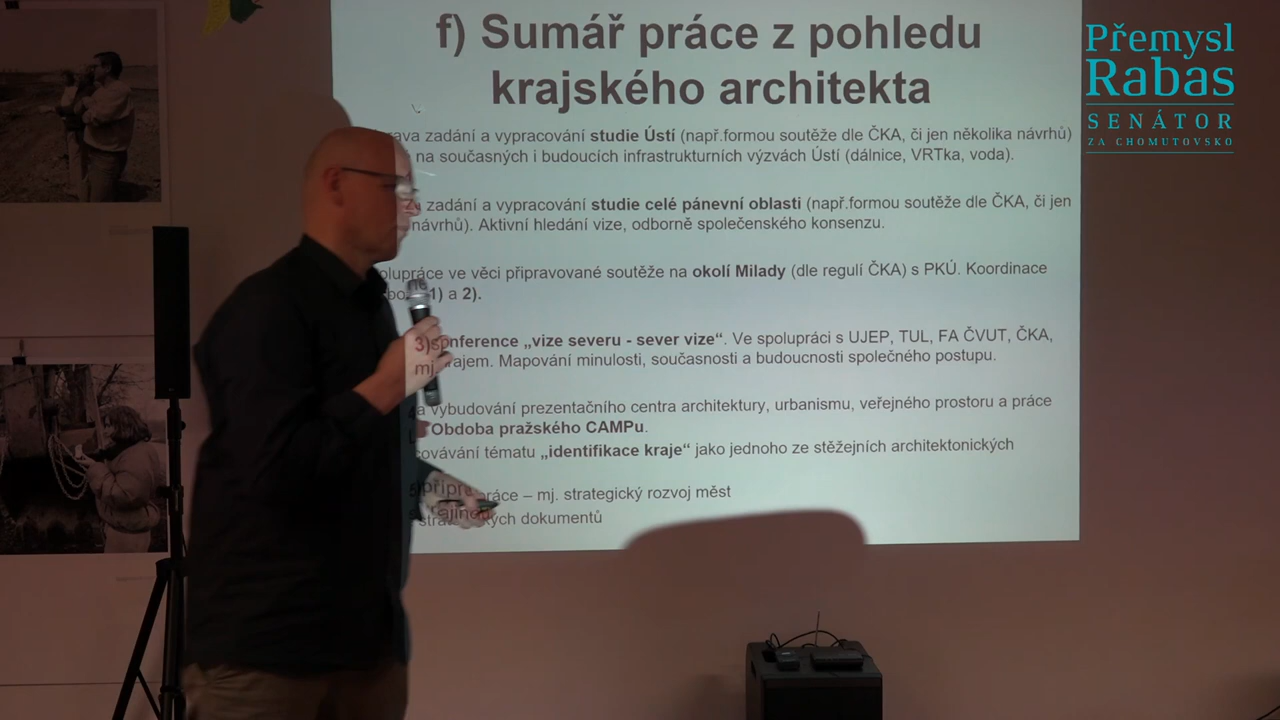 f) Sumář práce z pohledu
krajského architekta
zadání a vypracování studie Ústí (např.formou soutěže dle ČKA, či jen několika návrhů)
na současných i budoucích infrastrukturních výzvách Ústí (dálnice, VRTka, voda).
zadání a vypracování studie celé pánevní oblasti (např.formou soutěže dle ČKA, či jen
návrhů). Aktivní hledání vize, odborně společenského konsenzu.
ve věci připravované soutěže na okolí Milady (dle regulí ČKA) s PKÚ. Koordinace
1) a 2).
3) „vize severu - sever vize“. Ve spolupráci s UJEP, TUL, FA ČVUT, ČKA,
mj. Mapování minulosti, současnosti a budoucnosti společného postupu.
vybudování prezentačního centra architektury, urbanismu, veřejného prostoru a práce
Obdoba pražského CAMPu.
tématu „identifikace kraje“ jako jednoho ze stěžejních architektonických
práce – mj. strategický rozvoj měst
dokumentů
Přemysl
Rabas
SENÁTOR
ZA CHOMUTOVSKO